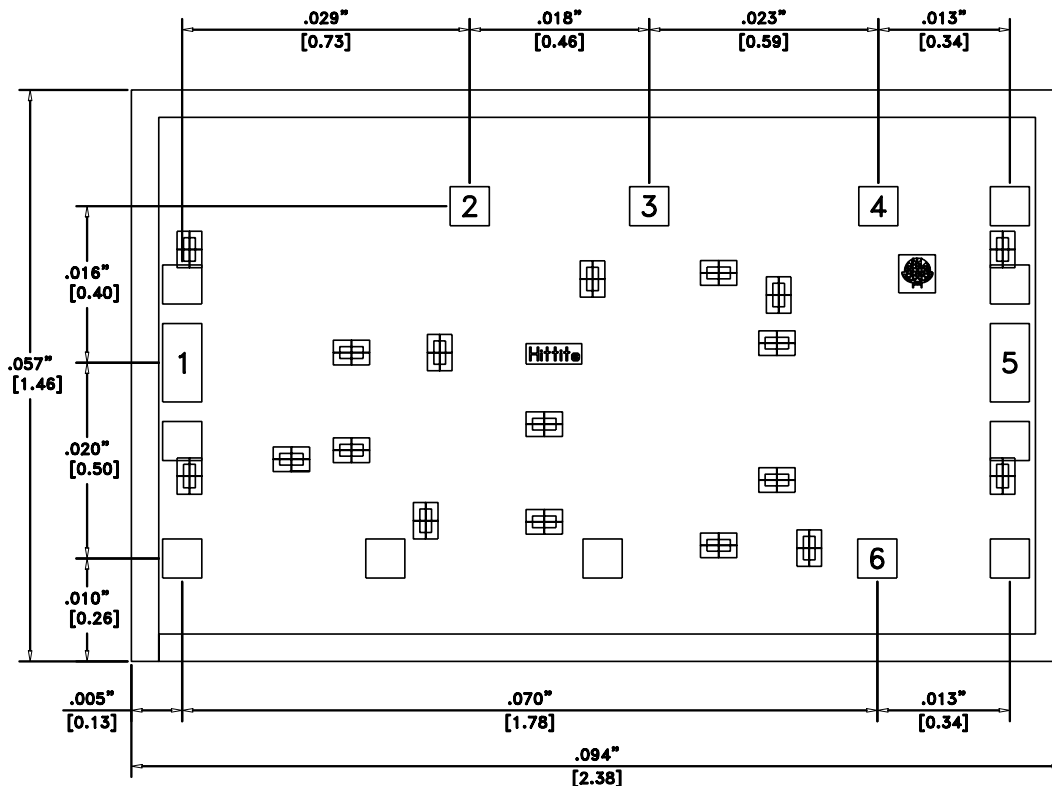 .029" .018" .023" .013"
[0.73] [0.46] [0.59] [0.34]
2 3 4
.016"
[0.40]
Hittite
.057"
[1.46]
1 5
.020"
[0.50]
6
.010"
[0.26]
.005" .070" .013"
[0.13] [1.78] [0.34]
.094"
[2.38]